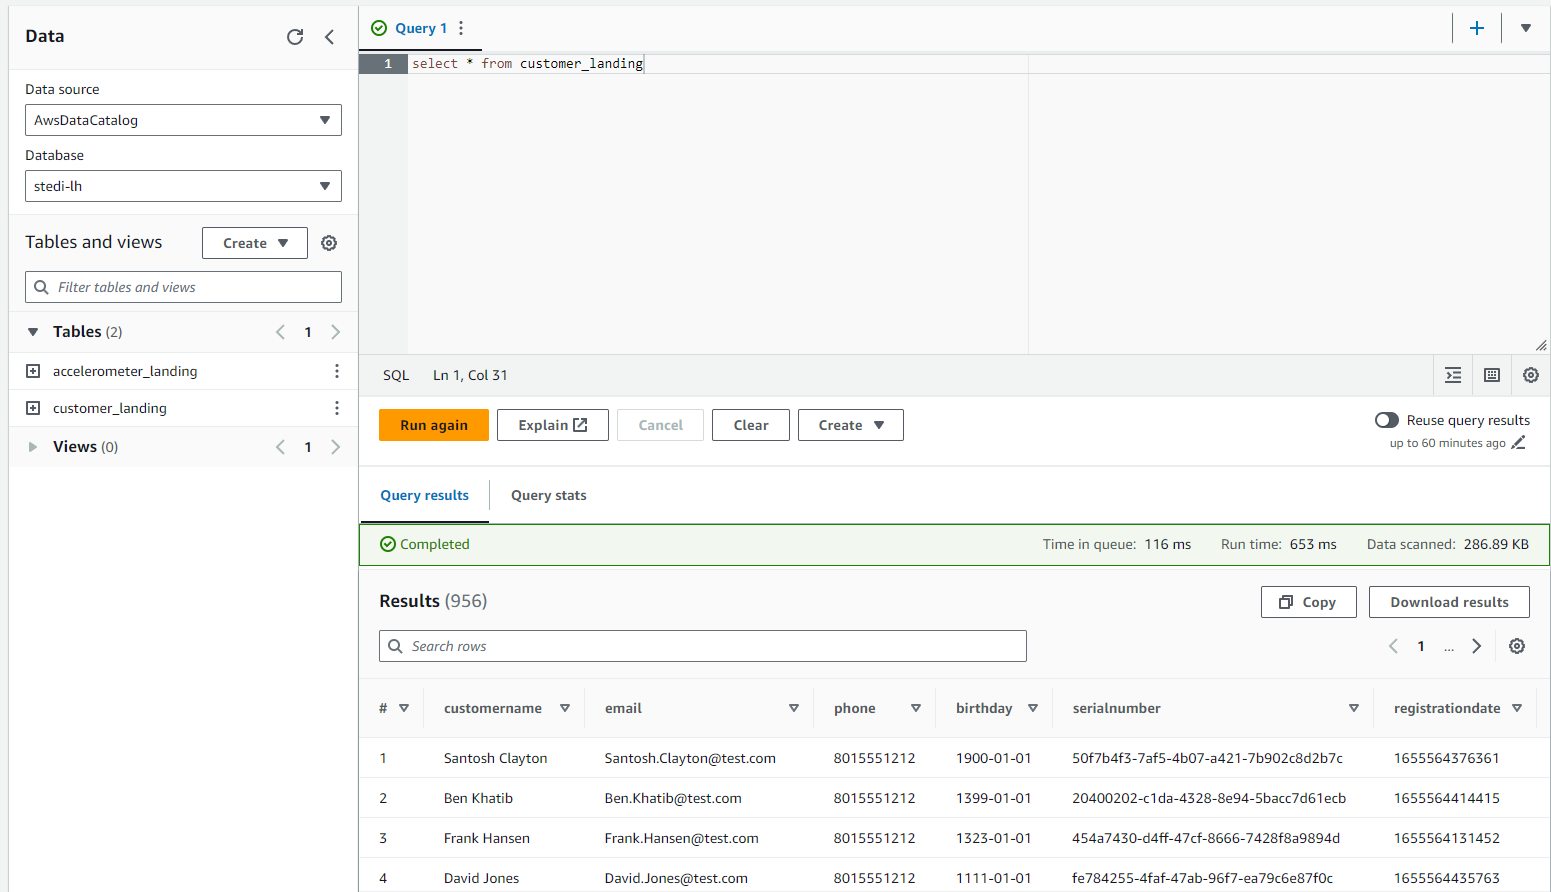 Data
Data source
AwsDataCatalog
Database
stedi-lh
Tables and views
Create
Filter tables and views
Tables (2)
1
accelerometer_landing
customer_landing
Views (0)
1
Query 1
1 select * from customer_landing
SQL Ln 1, Col 31
Run again Explain Cancel Clear Create
Reuse query results
up to 60 minutes ago
Query results Query stats
Completed Time in queue: 116 ms Run time: 653 ms Data scanned: 286.89 KB
Results (956) Copy Download results
Search rows 1 ...
# customername email phone birthday serialnumber registrationdate
1 Santosh Clayton Santosh.Clayton@test.com 8015551212 1900-01-01 50f7b4f3-7af5-4b07-a421-7b902c8d2b7c 1655564376361
2 Ben Khatib Ben.Khatib@test.com 8015551212 1399-01-01 20400202-c1da-4328-8e94-5bacc7d61ecb 1655564414415
3 Frank Hansen Frank.Hansen@test.com 8015551212 1323-01-01 454a7430-d4ff-47cf-8666-7428f8a9894d 1655564131452
4 David Jones David.Jones@test.com 8015551212 1111-01-01 fe784255-4faf-47ab-96f7-ea79c6e87f0c 1655564435763